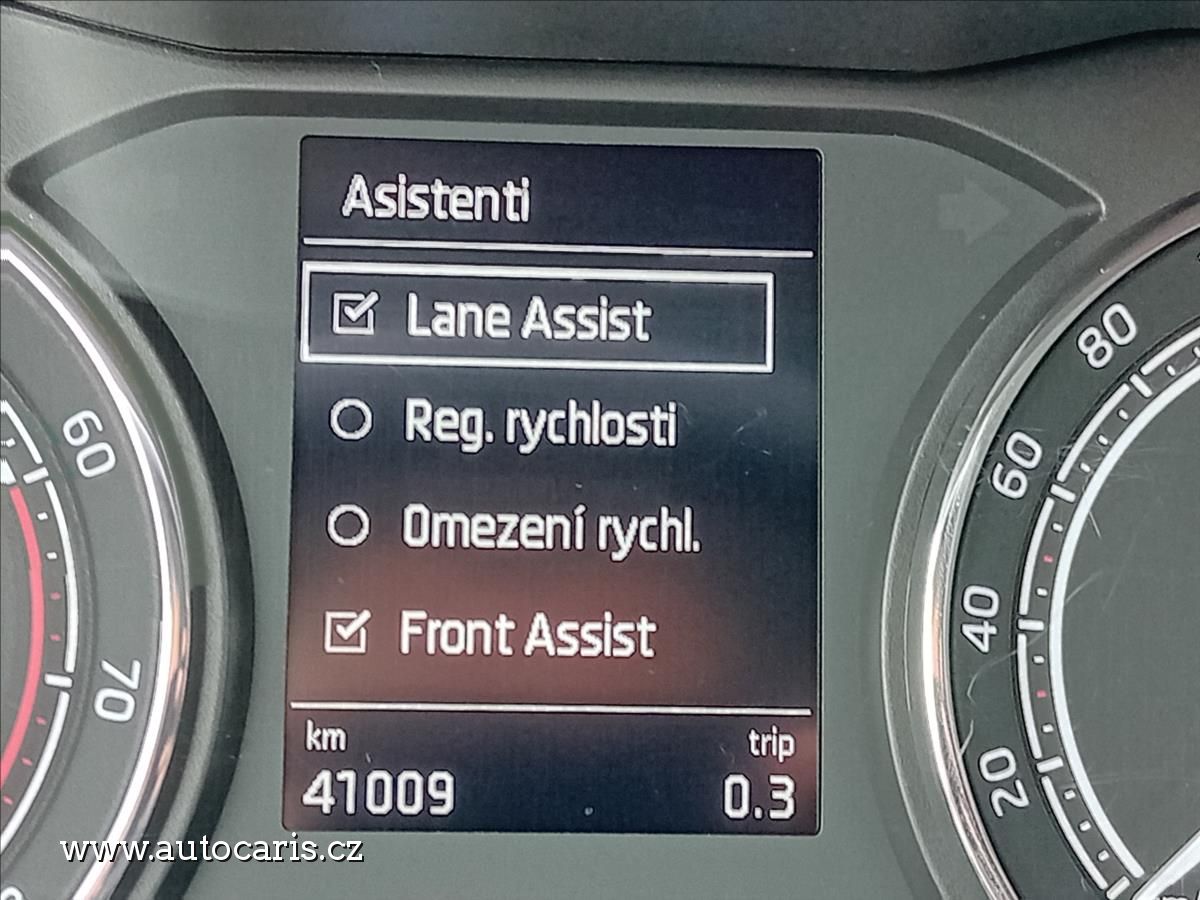 Asistenti
Lane Assist
Reg. rychlosti
Omezení rychl.
Front Assist
km trip
41009 0.3
60
70
80
60
40
20
www.autocaris.cz